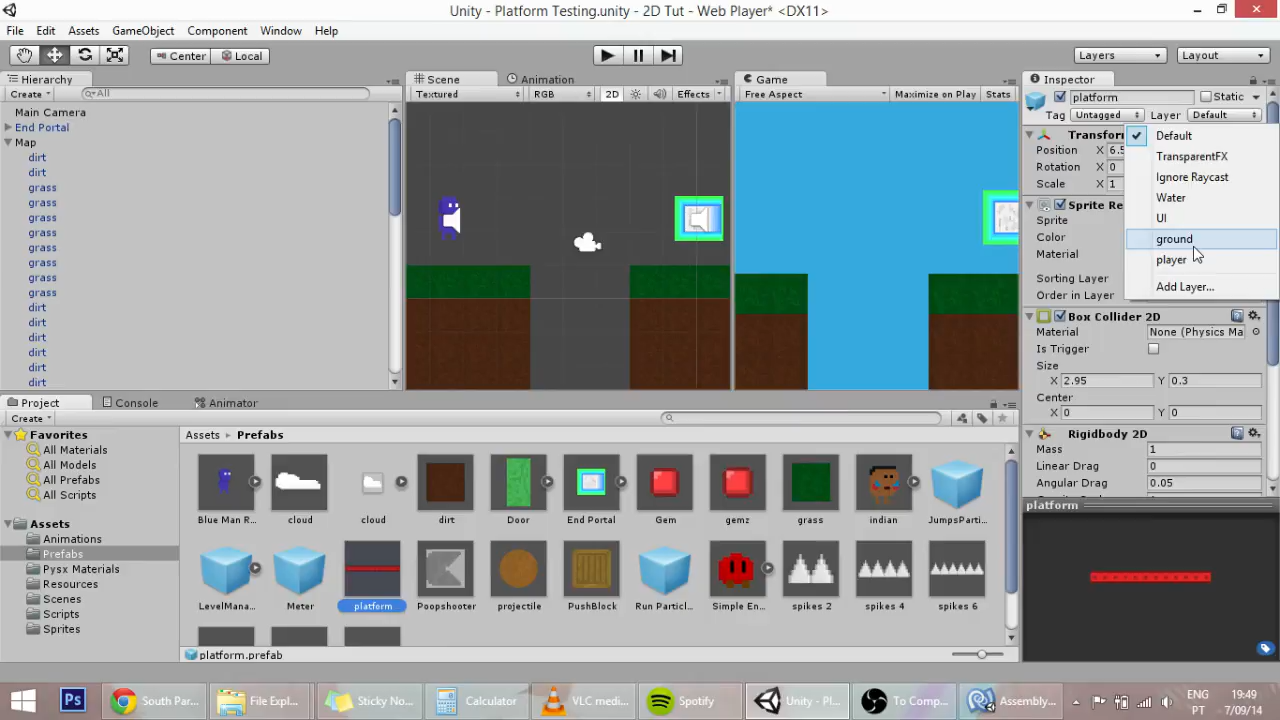 Unity - Platform Testing.unity - 2D Tut - Web Player* <DX11>
File Edit Assets GameObject Component Window Help
Center Local Layers Layout
Hierarchy
Create All
Main Camera
End Portal
Map
dirt
dirt
grass
grass
grass
grass
grass
grass
grass
grass
dirt
dirt
dirt
dirt
dirt
dirt
Scene Animation
Textured RGB 2D Effects
Game
Free Aspect Maximize on Play Stats
Inspector
platform Static
Tag Untagged Layer Default
Transform
Position X 6.5
Rotation X 0
Scale X 1
Sprite Re
Sprite
Color
Material
Sorting Layer
Order in Layer
Default
TransparentFX
Ignore Raycast
Water
UI
ground
player
Add Layer...
Box Collider 2D
Material None (Physics Ma
Is Trigger
Size
X 2.95 Y 0.3
Center
X 0 Y 0
Rigidbody 2D
Mass 1
Linear Drag 0
Angular Drag 0.05
platform
Project Console Animator
Create
Favorites
All Materials
All Models
All Prefabs
All Scripts
Assets
Animations
Prefabs
Pysx Materials
Resources
Scenes
Scripts
Sprites
Assets Prefabs
Blue Man R... cloud cloud dirt Door End Portal Gem gemz grass indian JumpsParti...
LevelMana... Meter platform Poopshooter projectile PushBlock Run Particl... Simple En... spikes 2 spikes 4 spikes 6
platform.prefab
Ps South Par... File Explo... Sticky No... Calculator VLC medi... Spotify Unity - Pl... To Comp... Assembly...
ENG 19:49
PT 7/09/14